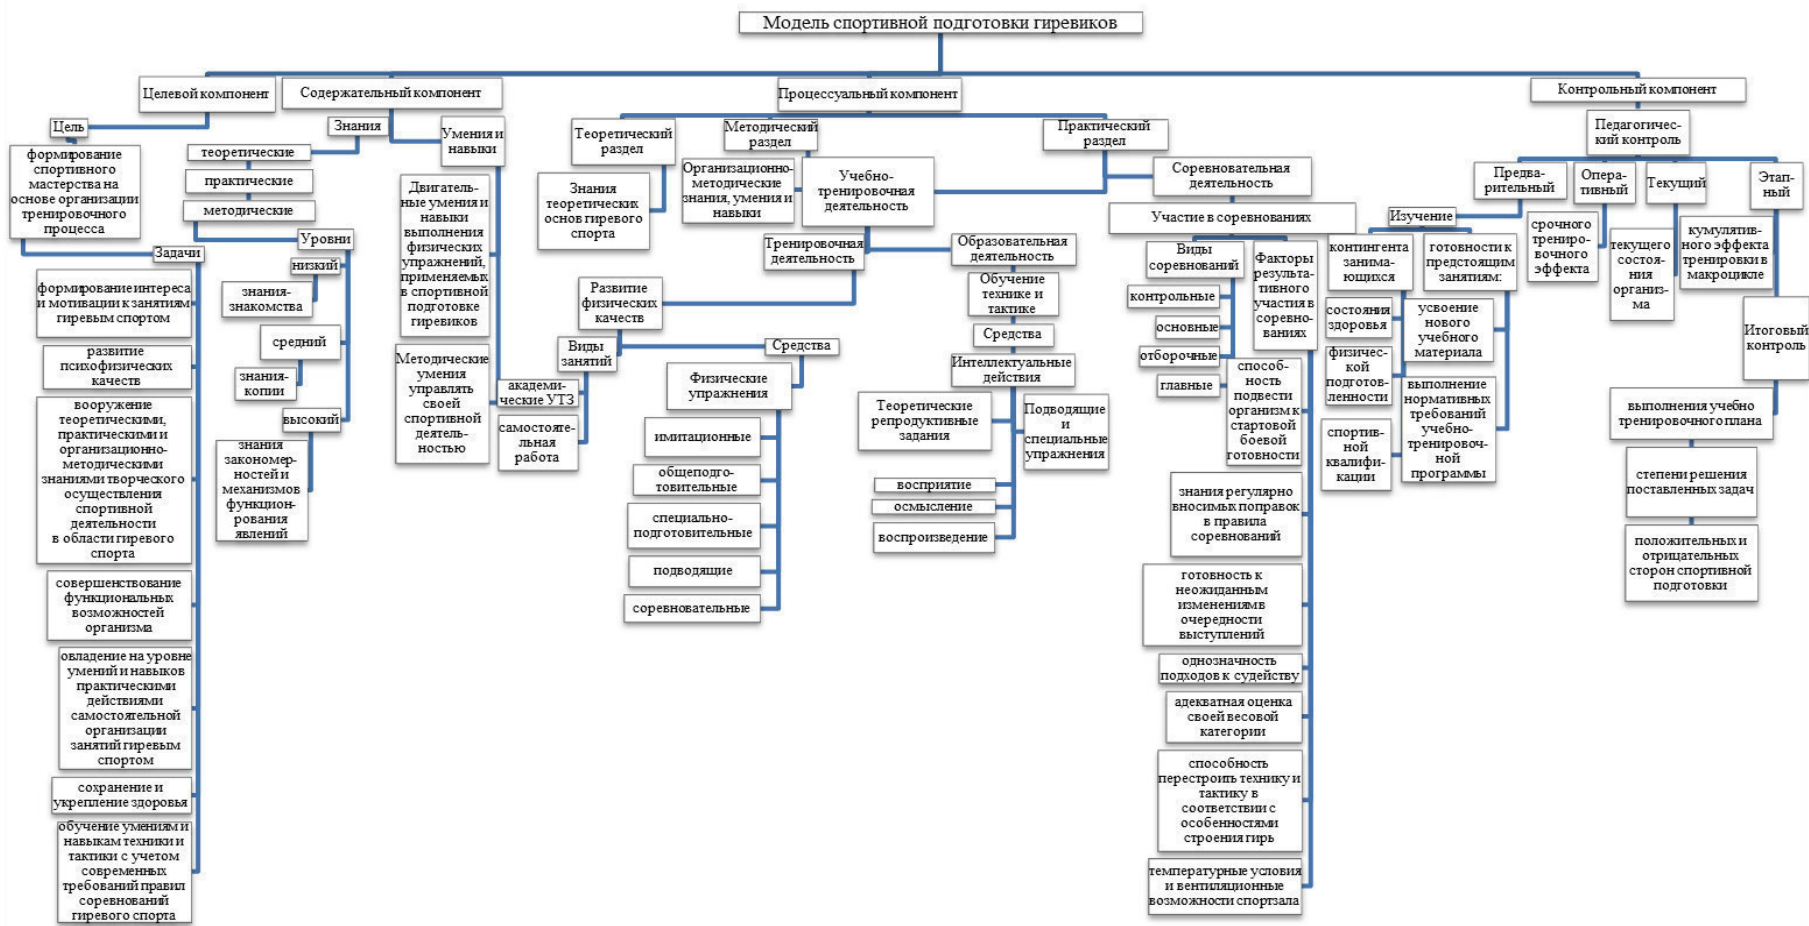 Модель спортивной подготовки гиревиков
Целевой компонент
Цель
формирование
спортивного
мастерства на
основе организации
тренировочного
процесса
Задачи
формирование интереса
и мотивации к занятиям
гиревым спортом
развитие
психофизических
качеств
вооружение
теоретическими,
практическими и
организационно-
методическими
знаниями творческого
осуществления
спортивной
деятельности
в области гиревого
спорта
совершенствование
функциональных
возможностей
организма
овладение на уровне
умений и навыков
практическими
действиями
самостоятельной
организации
занятий гиревым
спортом
сохранение и
укрепление здоровья
обучение умениям и
навыкам техники и
тактики с учетом
современных
требований правил
соревнований
гиревого спорта
Содержательный компонент
Знания
теоретические
практические
методические
Уровни
низкий
знания-
знакомства
средний
знания-
копии
высокий
знания
закономер-
ностей и
механизмов
функцион-
рования
явлений
Умения и
навыки
Двигатель-
ные умения и
навыки
выполнения
физических
упражнений,
применяемых
в спортивной
подготовке
гиревиков
Методические
умения
управлять
своей
спортивной
деятель-
ностью
Процессуальный компонент
Теоретический
раздел
Знания
теоретических
основ гиревого
спорта
Методический
раздел
Организационно-
методические
знания, умения и
навыки
Практический
раздел
Учебно-
тренировочная
деятельность
Тренировочная
деятельность
Развитие
физических
качеств
Виды
занятий
академи-
ческие УТЗ
самостояте-
льная
работа
Средства
Физические
упражнения
имитационные
общеподго-
товительные
специально-
подготовительные
подводящие
соревновательные
Образовательная
деятельность
Обучение
технике и
тактике
Средства
Интеллектуальные
действия
Теоретические
репродуктивные
задания
Подводящие
и
специальные
упражнения
восприятие
осмысление
воспроизведение
Соревновательная
деятельность
Участие в соревнованиях
Виды
соревнований
контрольные
основные
отборочные
главные
Факторы
результа-
тивного
участия в
соревно-
ваниях
способ-
ность
подвести
организм к
стартовой
боевой
готовности
знания регулярно
вносимых поправок
в правила
соревнований
готовность к
неожиданным
изменениямв
очередности
выступлений
однозначность
подходов к судейству
адекватная оценка
своей весовой
категории
способность
перестроить технику и
тактику в
соответствии с
особенностями
строения гирь
температурные условия
и вентиляционные
возможности спортзала
Контрольный компонент
Педагогичес-
кий контроль
Предва-
рительный
Изучение
контингента
занима-
ющихся
состояния
здоровья
физичес-
кой
подготов-
ленности
спортив-
ной
квалифи-
кации
готовности к
предстоящим
занятиям:
усвоение
нового
учебного
материала
выполнение
нормативных
требований
учебно-
тренировоч-
ной
программы
Опера-
тивный
срочного
трениро-
вочного
эффекта
Текущий
текущего
состояния
организ-
ма
Этап-
ный
кумулятив-
ного эффекта
тренировки в
макроцикле
Итоговый
контроль
выполнения учебно
тренировочного плана
степени решения
поставленных задач
положительных и
отрицательных
сторон спортивной
подготовки